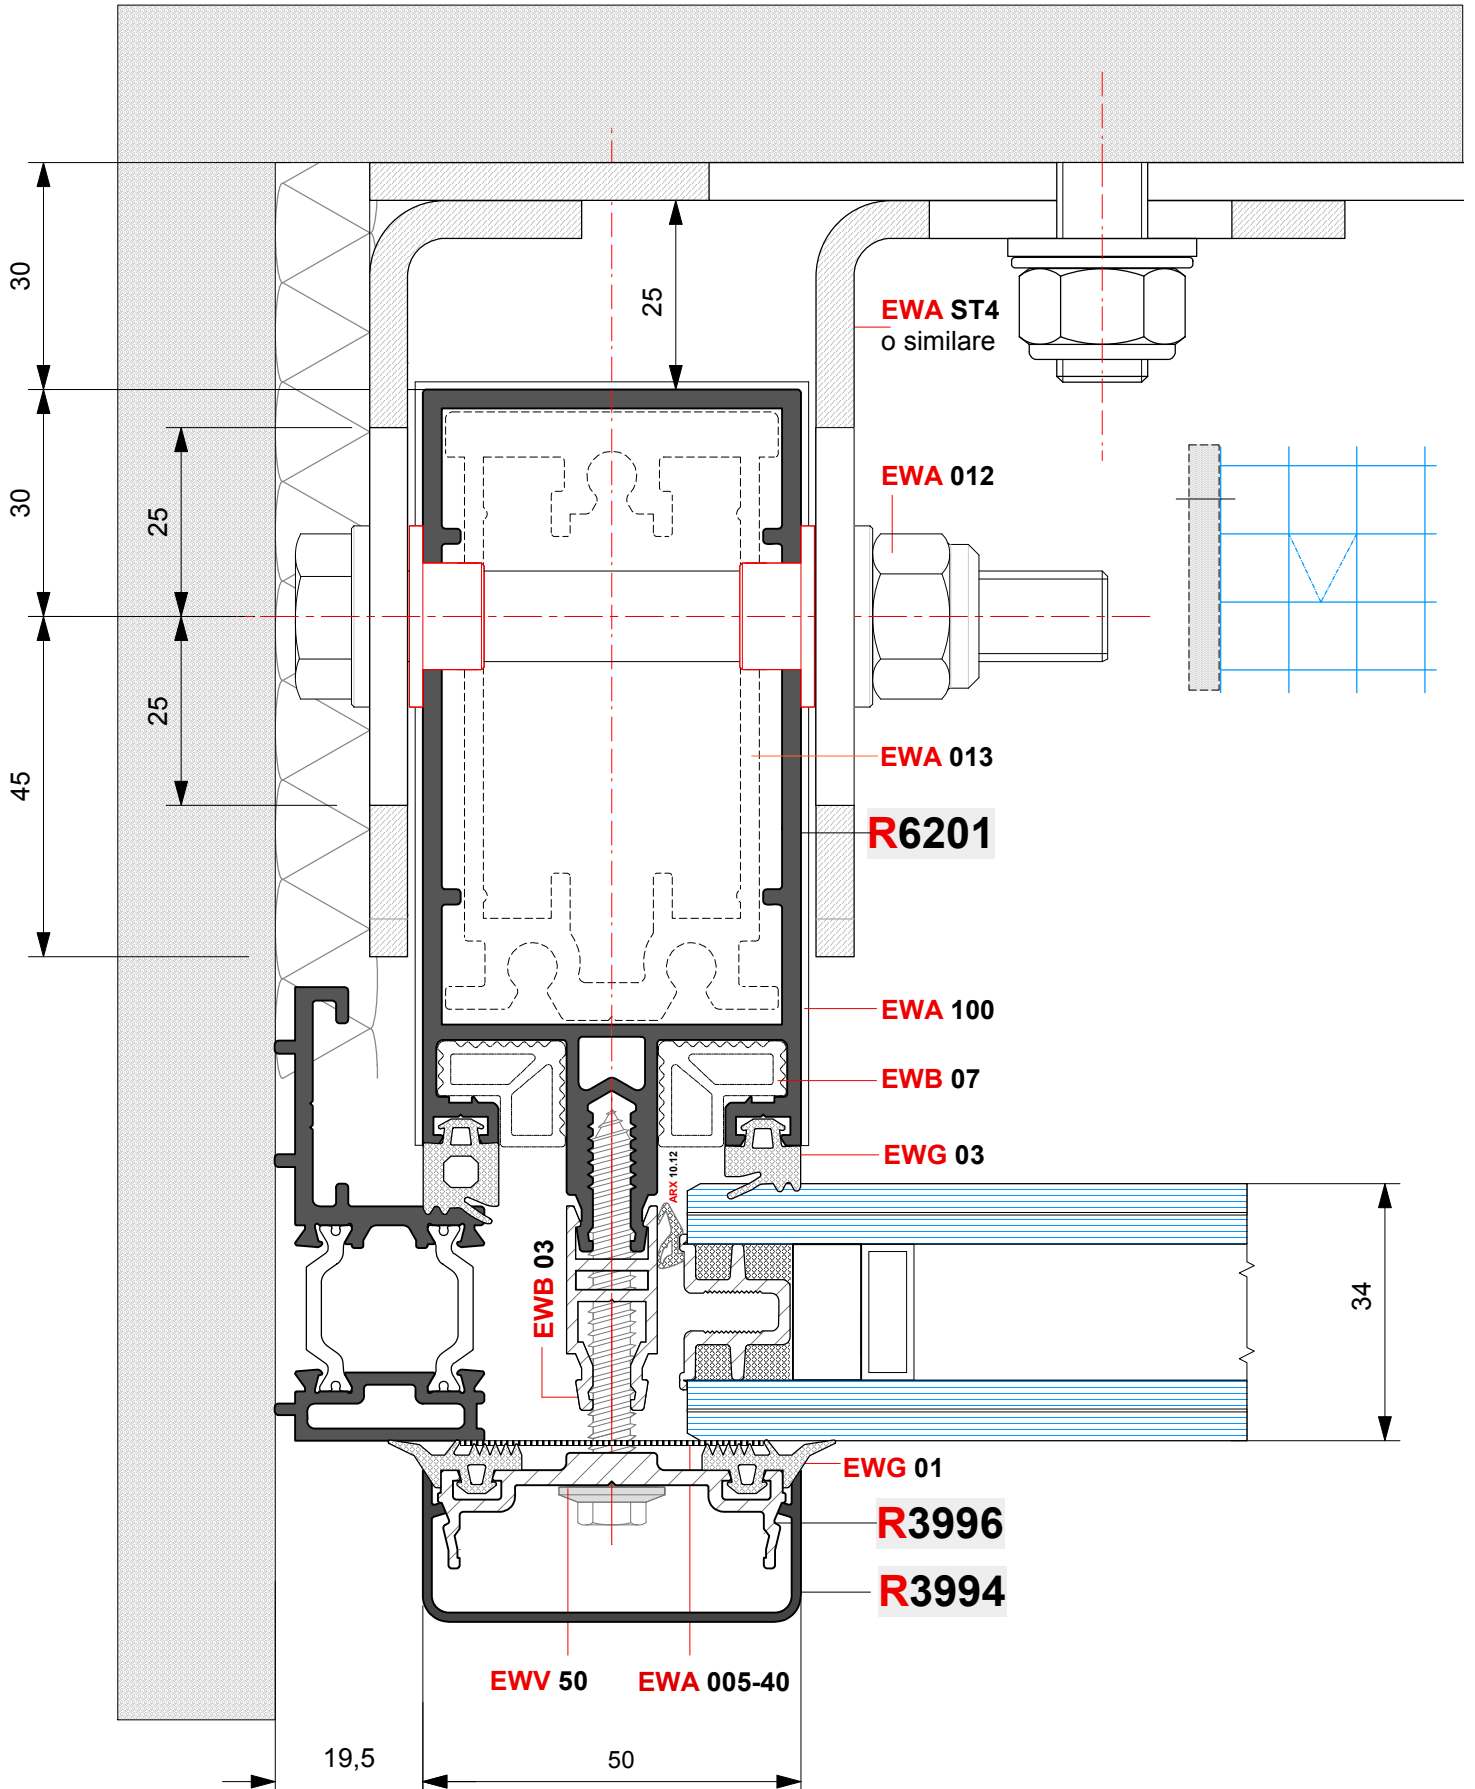 30
25
EWA ST4
o similare
30
25
EWA 012
25
45
EWA 013
R6201
EWA 100
EWB 07
EWG 03
ARX 10.12
EWB 03
34
EWG 01
R3996
R3994
EWV 50
EWA 005-40
19,5
50